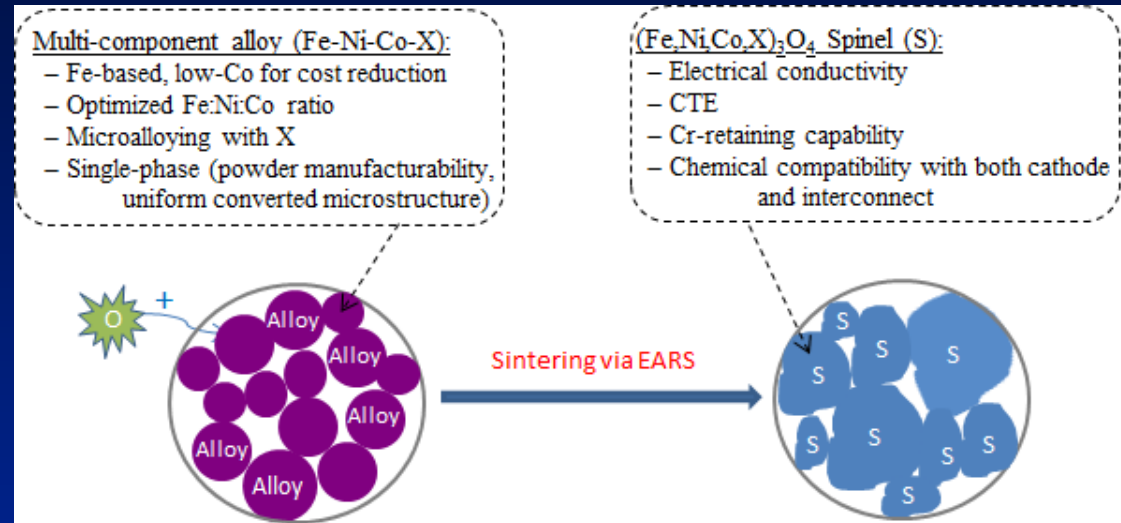 Multi-component alloy (Fe-Ni-Co-X):
– Fe-based, low-Co for cost reduction
– Optimized Fe:Ni:Co ratio
– Microalloying with X
– Single-phase (powder manufacturability,
uniform converted microstructure)
(Fe,Ni,Co,X)₃O₄ Spinel (S):
– Electrical conductivity
– CTE
– Cr-retaining capability
– Chemical compatibility with both cathode
and interconnect
O
+
Alloy
Alloy
Alloy
Alloy
Alloy
Sintering via EARS
S
S
S
S
S
S
S
S
S
S